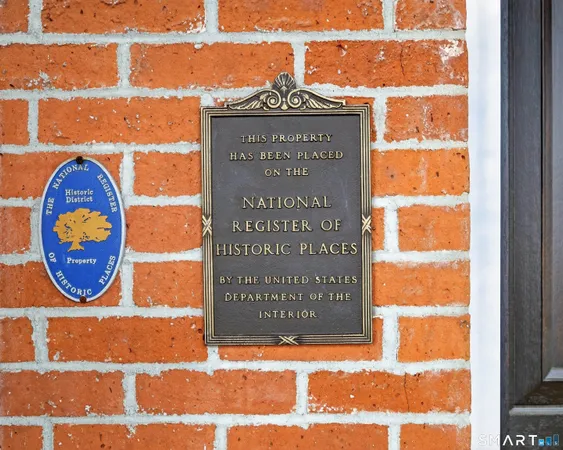 THE NATIONAL REGISTER
Historic
District
Property
OF HISTORIC PLACES
THIS PROPERTY
HAS BEEN PLACED
ON THE
NATIONAL
REGISTER OF
HISTORIC PLACES
BY THE UNITED STATES
DEPARTMENT OF THE
INTERIOR